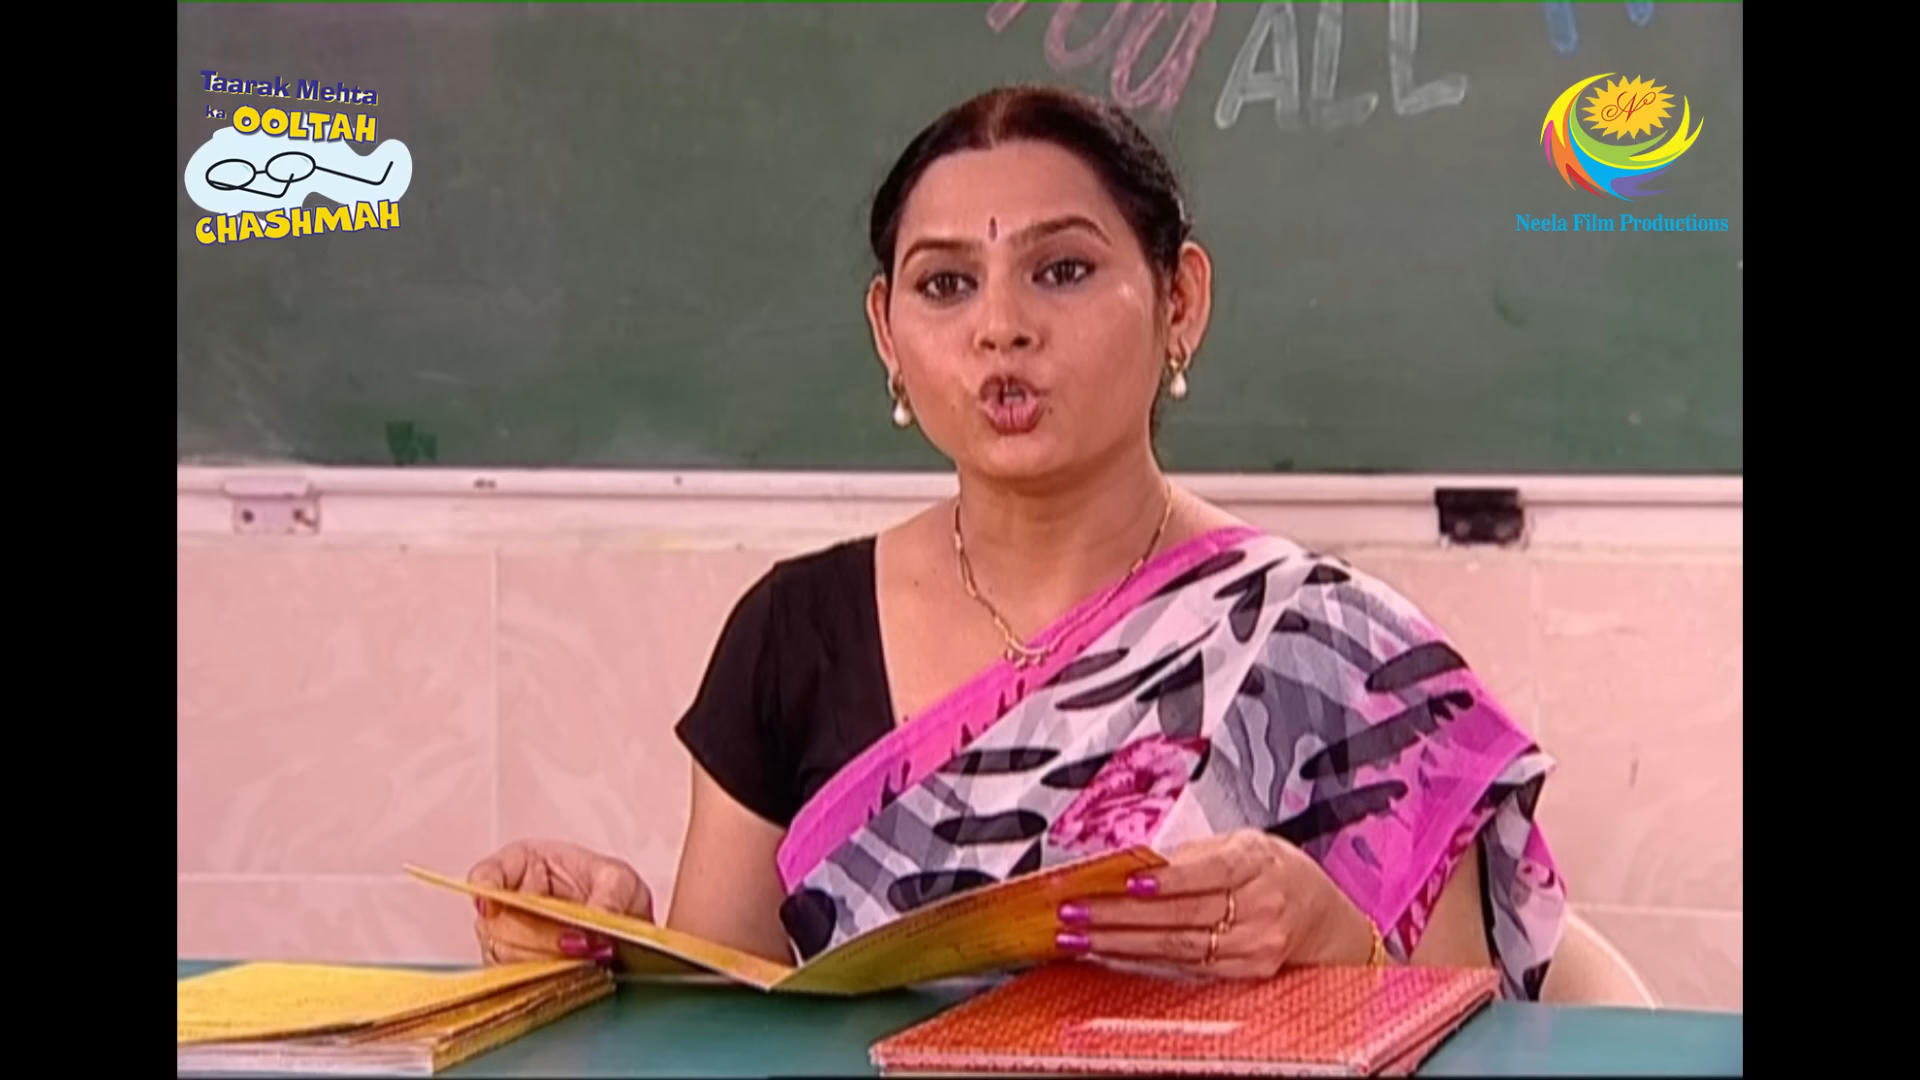 ALL
Taarak Mehta
ka OOLTAH
CHASHMAH
N
Neela Film Productions